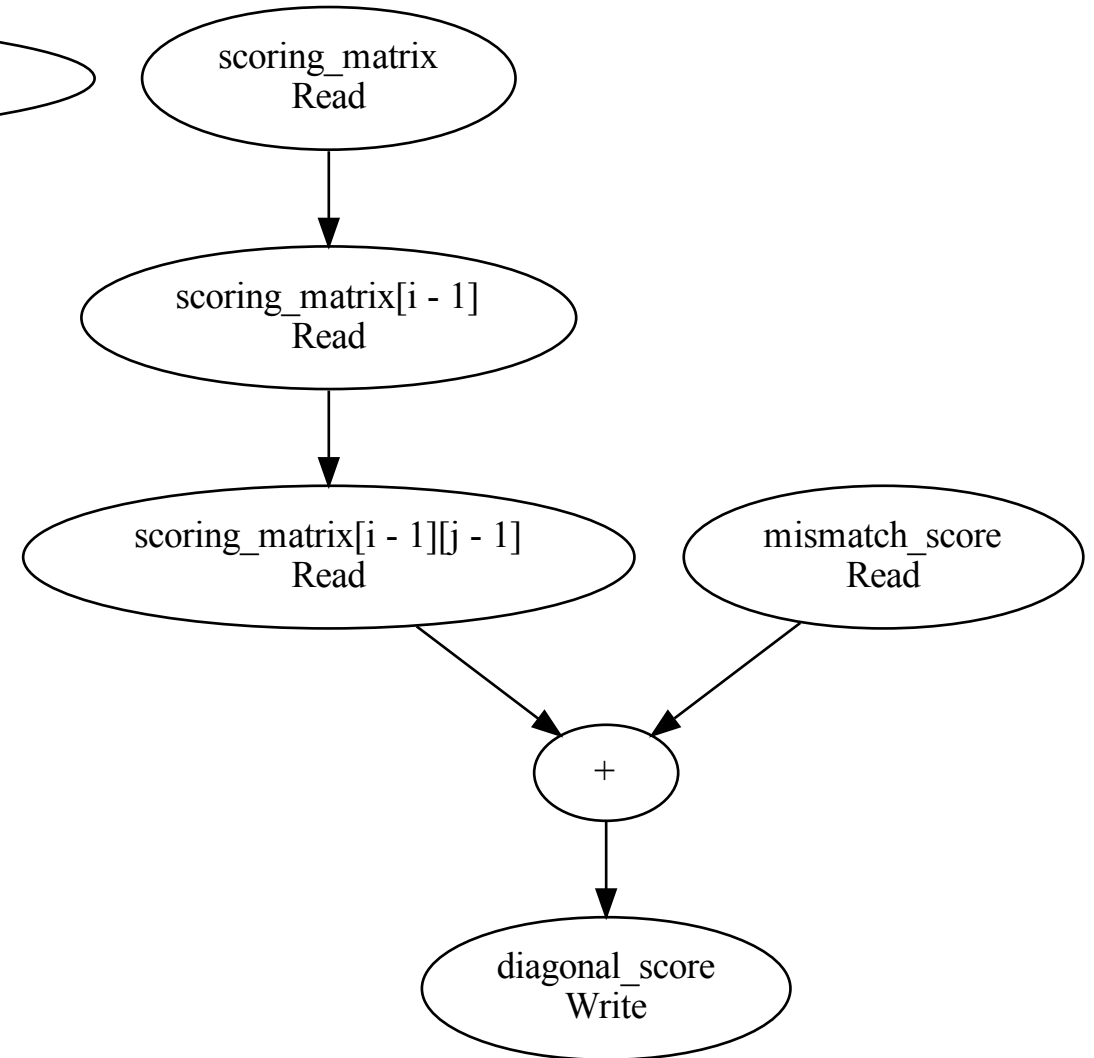 scoring_matrix
Read
scoring_matrix[i - 1]
Read
scoring_matrix[i - 1][j - 1]
Read
mismatch_score
Read
+
diagonal_score
Write